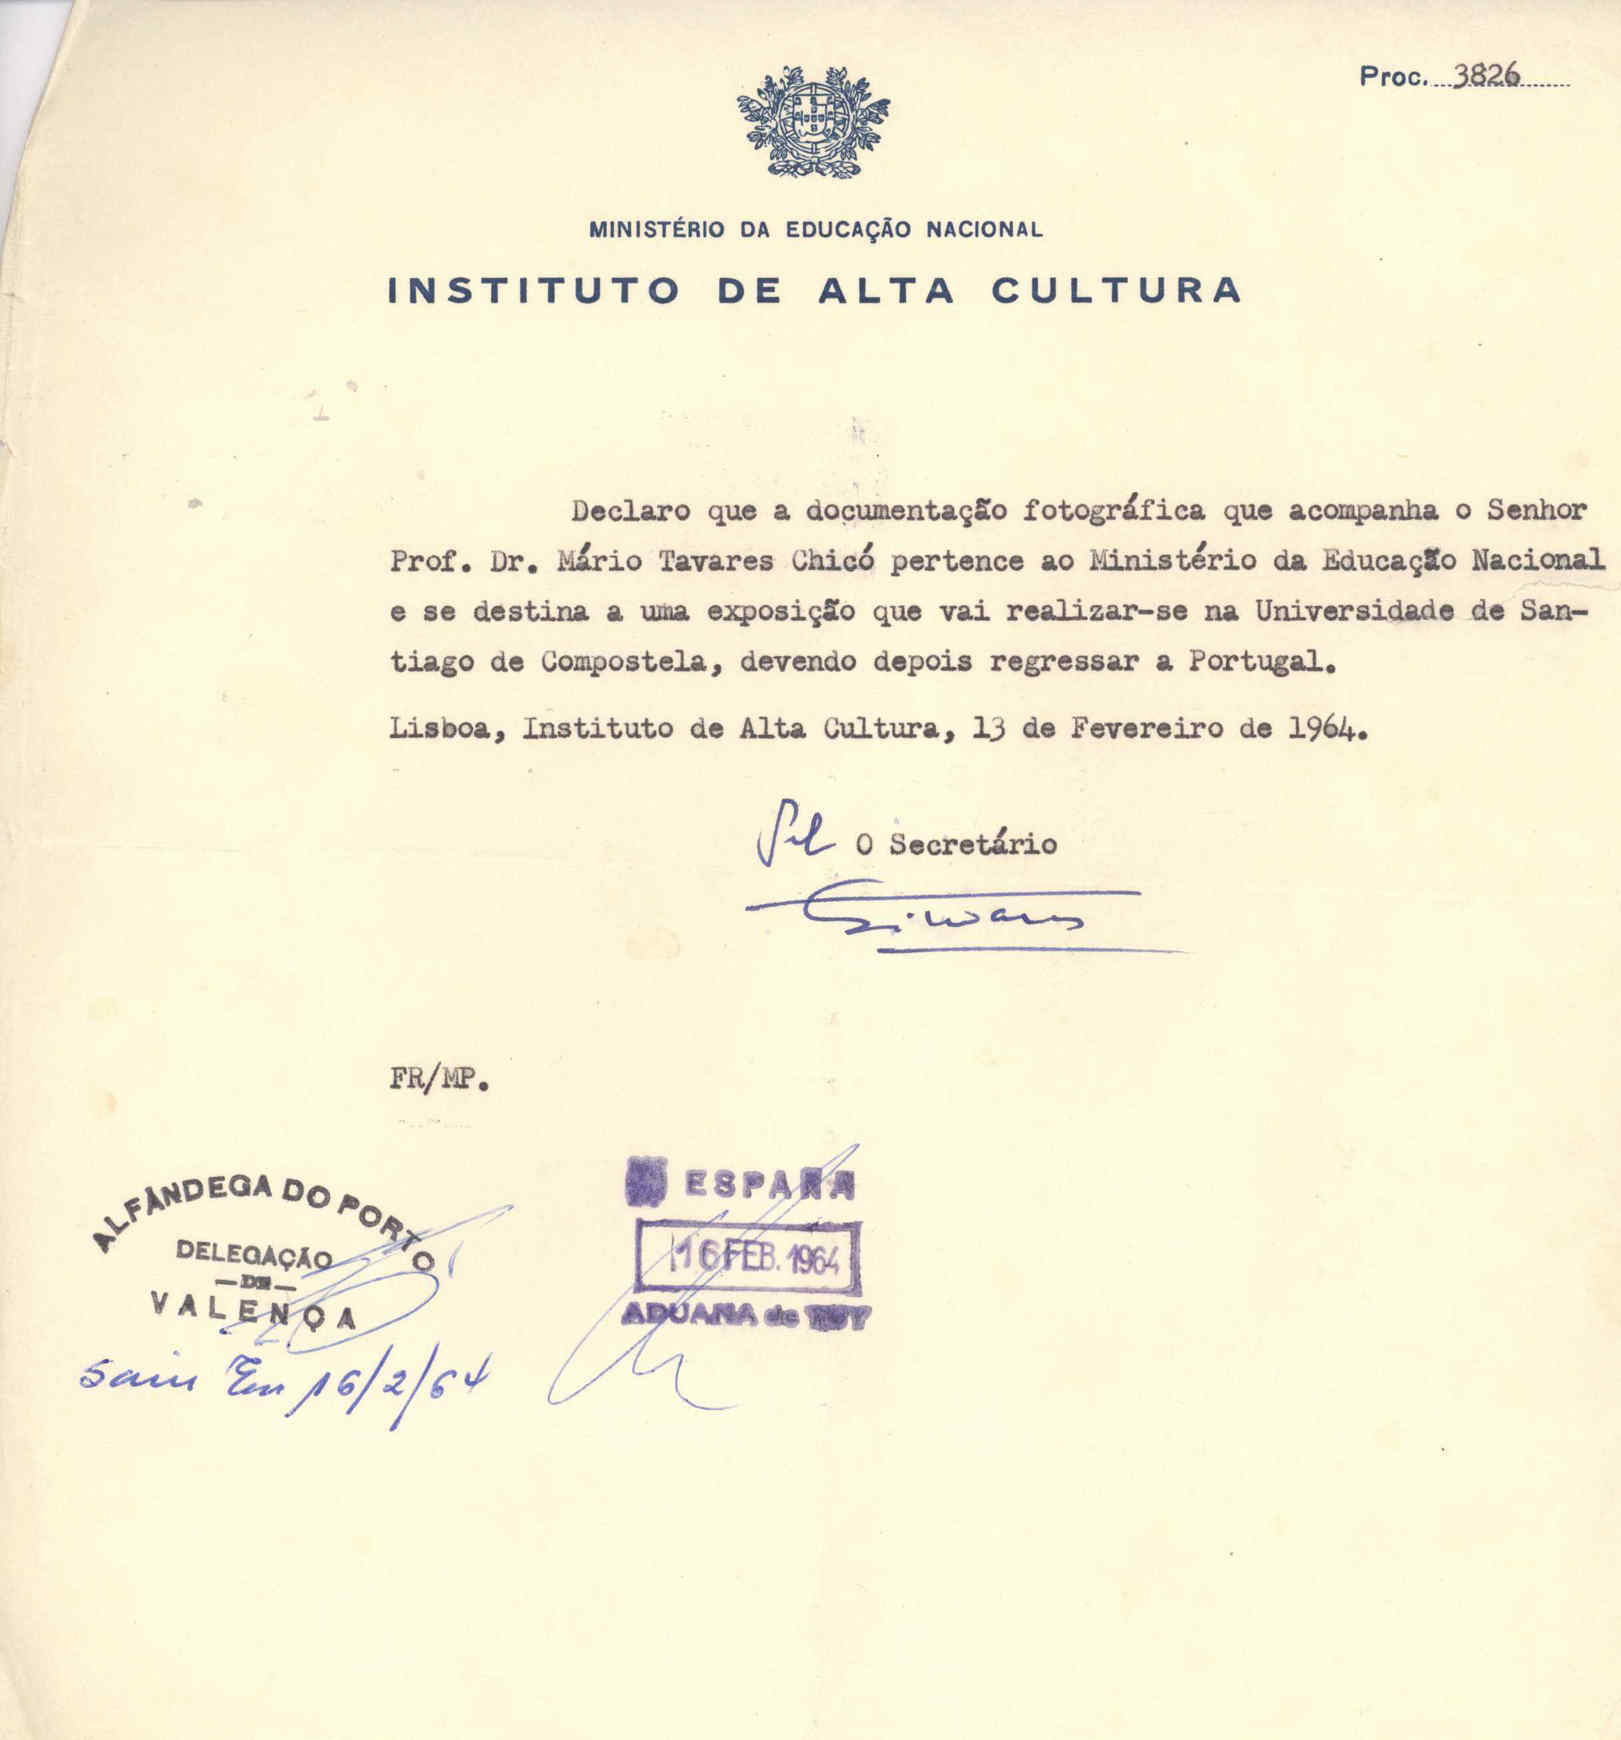 Proc. 3826
MINISTÉRIO DA EDUCAÇÃO NACIONAL
INSTITUTO DE ALTA CULTURA
Declaro que a documentação fotográfica que acompanha o Senhor
Prof. Dr. Mário Tavares Chicó pertence ao Ministério da Educação Nacional
e se destina a uma exposição que vai realizar-se na Universidade de San-
tiago de Compostela, devendo depois regressar a Portugal.
Lisboa, Instituto de Alta Cultura, 13 de Fevereiro de 1964.
O Secretário
FR/MP.
ALFÂNDEGA DO PORTO
DELEGAÇÃO
—DE—
VALENÇA
Saiu Em 16/2/64
ESPAÑA
16 FEB. 1964
ADUANA de TUY